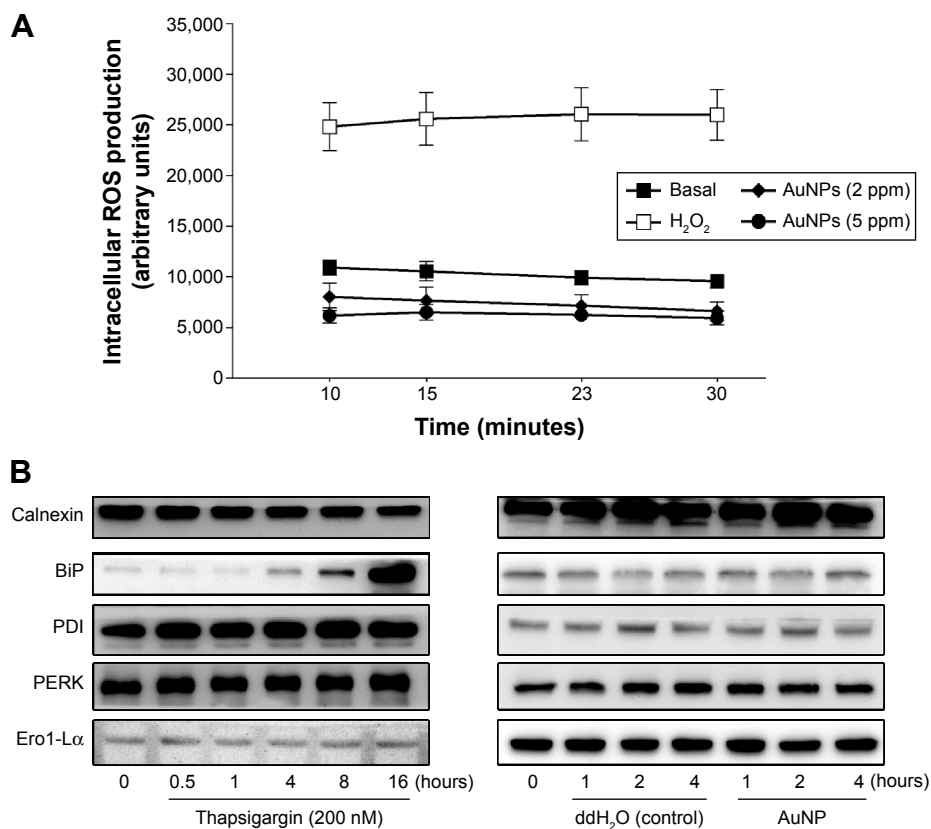 A
Intracellular ROS production
(arbitrary units)
35,000
30,000
25,000
20,000
15,000
10,000
5,000
0
10 15 23 30
Time (minutes)
Basal AuNPs (2 ppm)
H₂O₂ AuNPs (5 ppm)
B
Calnexin
BiP
PDI
PERK
Ero1-Lα
0 0.5 1 4 8 16 (hours) 0 1 2 4 1 2 4 (hours)
Thapsigargin (200 nM) ddH₂O (control) AuNP